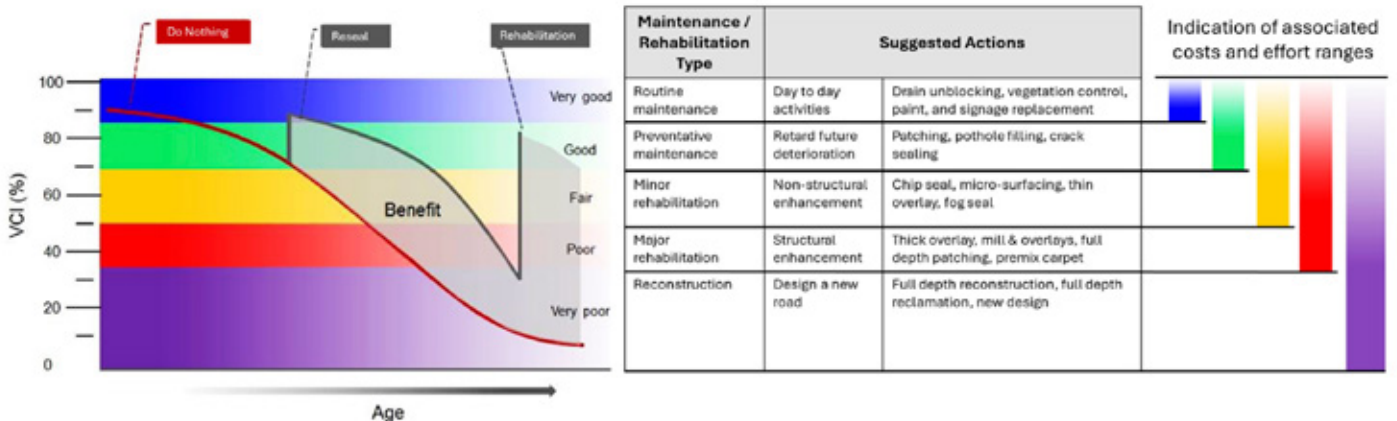 Do Nothing
Reseal
Rehabilitation
100
80
60
40
20
0
VCI (%)
Very good
Good
Fair
Poor
Very poor
Benefit
Age
Maintenance /
Rehabilitation
Type
Suggested Actions
Routine
maintenance
Day to day
activities
Drain unblocking, vegetation control,
paint, and signage replacement
Preventative
maintenance
Retard future
deterioration
Patching, pothole filling, crack
sealing
Minor
rehabilitation
Non-structural
enhancement
Chip seal, micro-surfacing, thin
overlay, fog seal
Major
rehabilitation
Structural
enhancement
Thick overlay, mill & overlays, full
depth patching, premix carpet
Reconstruction
Design a new
road
Full depth reconstruction, full depth
reclamation, new design
Indication of associated
costs and effort ranges